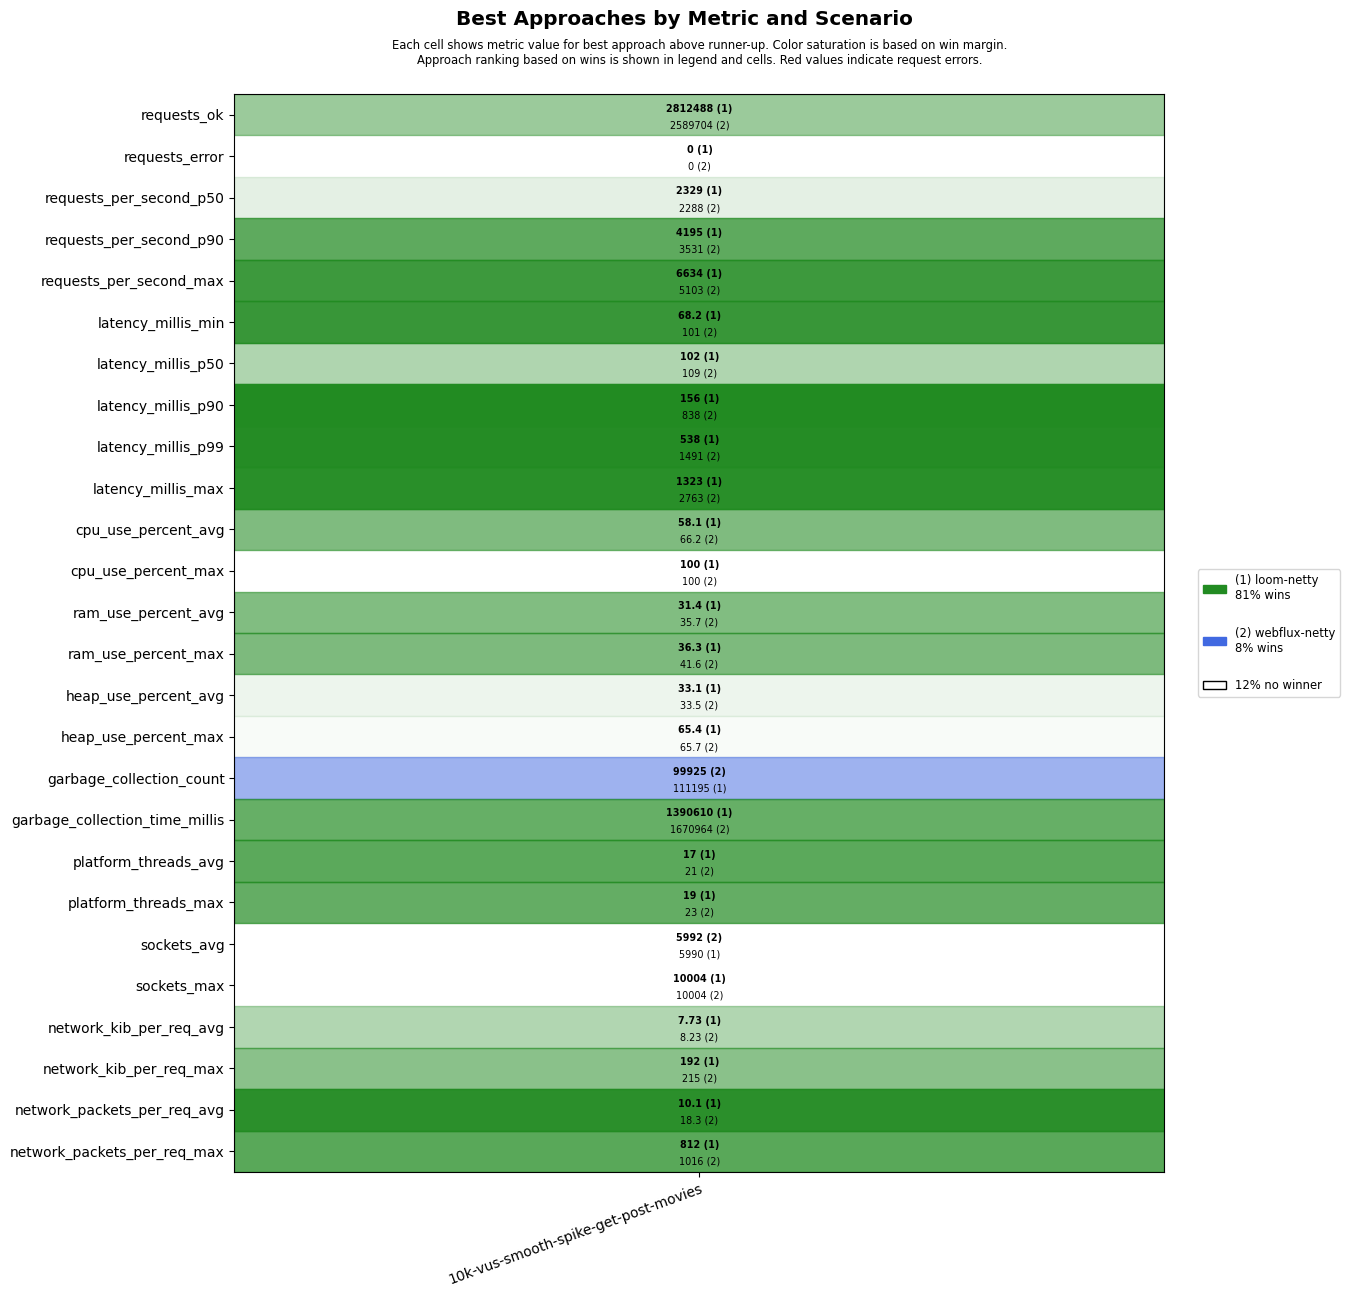 Best Approaches by Metric and Scenario
Each cell shows metric value for best approach above runner-up. Color saturation is based on win margin.
Approach ranking based on wins is shown in legend and cells. Red values indicate request errors.
requests_ok
2812488 (1)
2589704 (2)
requests_error
0 (1)
0 (2)
requests_per_second_p50
2329 (1)
2288 (2)
requests_per_second_p90
4195 (1)
3531 (2)
requests_per_second_max
6634 (1)
5103 (2)
latency_millis_min
68.2 (1)
101 (2)
latency_millis_p50
102 (1)
109 (2)
latency_millis_p90
156 (1)
838 (2)
latency_millis_p99
538 (1)
1491 (2)
latency_millis_max
1323 (1)
2763 (2)
cpu_use_percent_avg
58.1 (1)
66.2 (2)
cpu_use_percent_max
100 (1)
100 (2)
ram_use_percent_avg
31.4 (1)
35.7 (2)
ram_use_percent_max
36.3 (1)
41.6 (2)
heap_use_percent_avg
33.1 (1)
33.5 (2)
heap_use_percent_max
65.4 (1)
65.7 (2)
garbage_collection_count
99925 (2)
111195 (1)
garbage_collection_time_millis
1390610 (1)
1670964 (2)
platform_threads_avg
17 (1)
21 (2)
platform_threads_max
19 (1)
23 (2)
sockets_avg
5992 (2)
5990 (1)
sockets_max
10004 (1)
10004 (2)
network_kib_per_req_avg
7.73 (1)
8.23 (2)
network_kib_per_req_max
192 (1)
215 (2)
network_packets_per_req_avg
10.1 (1)
18.3 (2)
network_packets_per_req_max
812 (1)
1016 (2)
10k-vus-smooth-spike-get-post-movies
(1) loom-netty
81% wins
(2) webflux-netty
8% wins
12% no winner